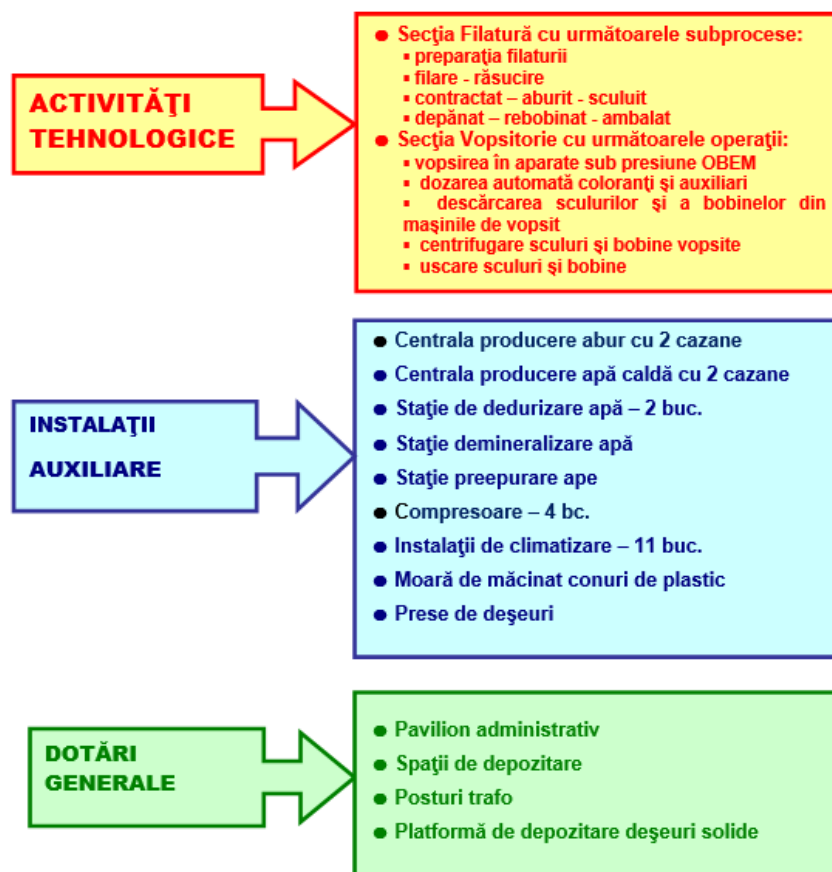 ACTIVITĂŢI
TEHNOLOGICE
● Secţia Filatură cu următoarele subprocese:
▪ preparaţia filaturii
▪ filare - răsucire
▪ contractat – aburit - sculuit
▪ depănat – rebobinat - ambalat
● Secţia Vopsitorie cu următoarele operaţii:
▪ vopsirea în aparate sub presiune OBEM
▪ dozarea automată coloranţi şi auxiliari
▪ descărcarea sculurilor şi a bobinelor din
maşinile de vopsit
▪ centrifugare sculuri şi bobine vopsite
▪ uscare sculuri şi bobine
INSTALAŢII
AUXILIARE
● Centrala producere abur cu 2 cazane
● Centrala producere apă caldă cu 2 cazane
● Staţie de dedurizare apă – 2 buc.
● Staţie demineralizare apă
● Staţie preepurare ape
● Compresoare – 4 bc.
● Instalaţii de climatizare – 11 buc.
● Moară de măcinat conuri de plastic
● Prese de deşeuri
DOTĂRI
GENERALE
● Pavilion administrativ
● Spaţii de depozitare
● Posturi trafo
● Platformă de depozitare deşeuri solide